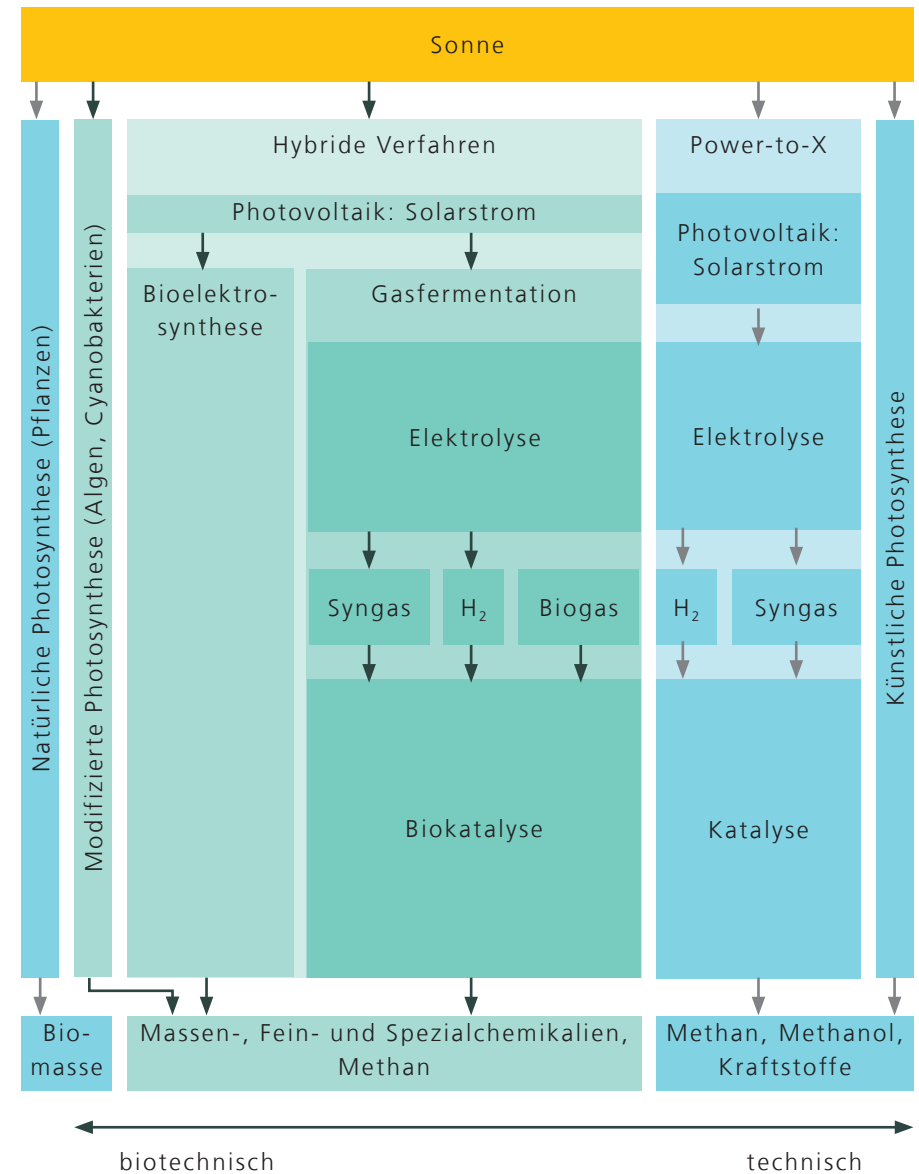 Sonne
Natürliche Photosynthese (Pflanzen)
Modifizierte Photosynthese (Algen, Cyanobakterien)
Hybride Verfahren
Photovoltaik: Solarstrom
Bioelektro-
synthese
Gasfermentation
Elektrolyse
Syngas
H₂
Biogas
Biokatalyse
Power-to-X
Photovoltaik:
Solarstrom
Elektrolyse
H₂
Syngas
Katalyse
Künstliche Photosynthese
Bio-
masse
Massen-, Fein- und Spezialchemikalien,
Methan
Methan, Methanol,
Kraftstoffe
biotechnisch
technisch